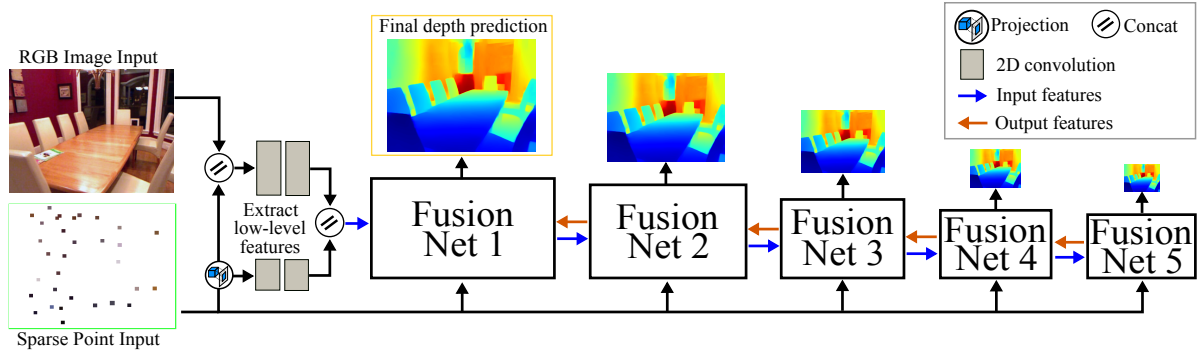 RGB Image Input
Sparse Point Input
Extract
low-level
features
Final depth prediction
Fusion
Net 1
Fusion
Net 2
Fusion
Net 3
Fusion
Net 4
Fusion
Net 5
Projection
Concat
2D convolution
Input features
Output features